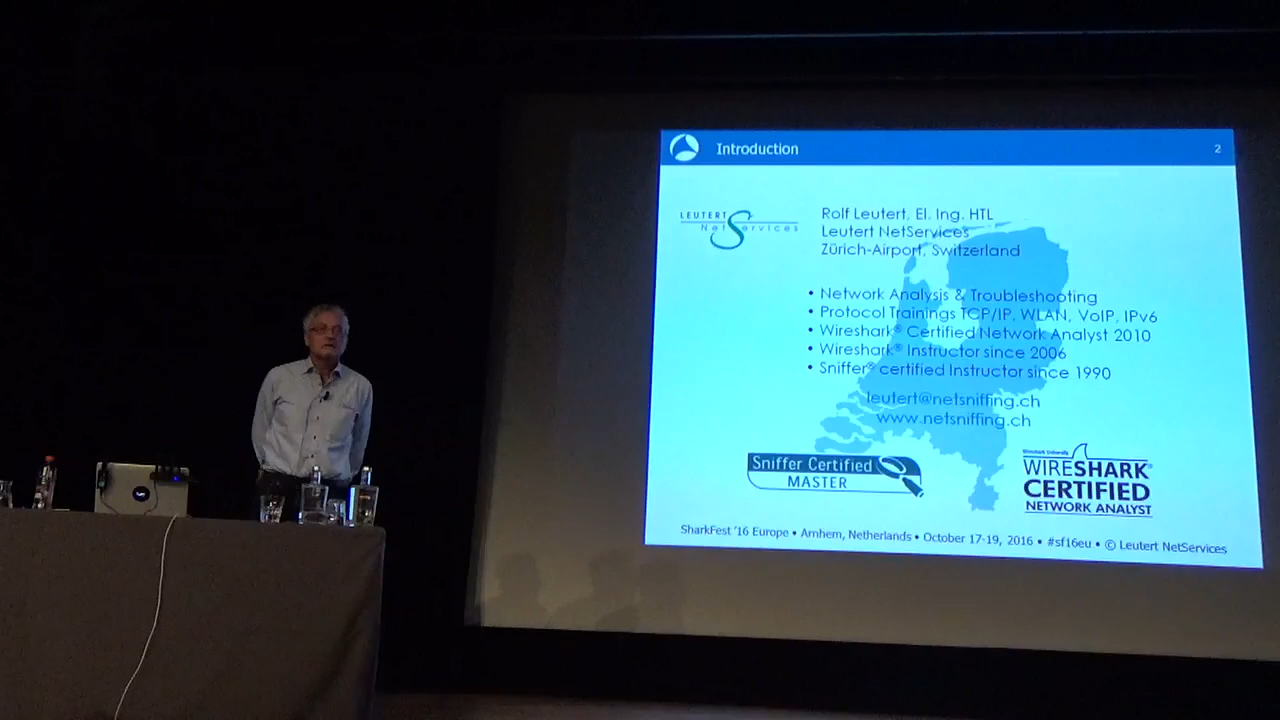 Introduction
2
LEUTERT
NetServices
Rolf Leutert, El. Ing. HTL
Leutert NetServices
Zürich-Airport, Switzerland
• Network Analysis & Troubleshooting
• Protocol Trainings TCP/IP, WLAN, VoIP, IPv6
• Wireshark® Certified Network Analyst 2010
• Wireshark® Instructor since 2006
• Sniffer® certified Instructor since 1990
leutert@netsniffing.ch
www.netsniffing.ch
Sniffer Certified
MASTER
Wireshark University
WIRESHARK®
CERTIFIED
NETWORK ANALYST
SharkFest '16 Europe • Arnhem, Netherlands • October 17-19, 2016 • #sf16eu • © Leutert NetServices